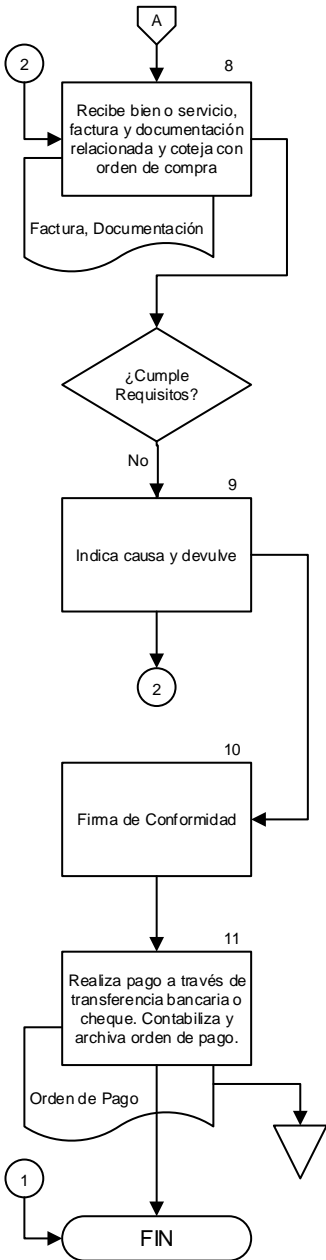 A
2
8
Recibe bien o servicio,
factura y documentación
relacionada y coteja con
orden de compra
Factura, Documentación
¿Cumple
Requisitos?
No
9
Indica causa y devulve
2
10
Firma de Conformidad
11
Realiza pago a través de
transferencia bancaria o
cheque. Contabiliza y
archiva orden de pago.
Orden de Pago
1
FIN